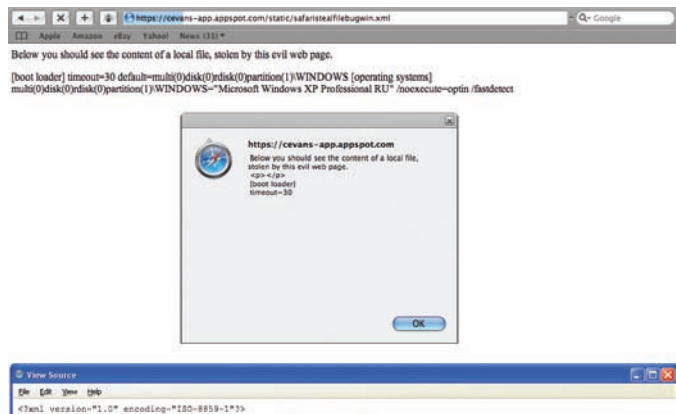 https://cevans-app.appspot.com/static/safaristealfilebugwin.xml
Q- Google
Apple Amazon eBay Yahoo! News (31)
Below you should see the content of a local file, stolen by this evil web page.
[boot loader] timeout=30 default=multi(0)disk(0)rdisk(0)partition(1)\WINDOWS [operating systems]
multi(0)disk(0)rdisk(0)partition(1)\WINDOWS="Microsoft Windows XP Professional RU" /noexecute=optin /fastdetect
https://cevans-app.appspot.com
Below you should see the content of a local file,
stolen by this evil web page.
<p></p>
[boot loader]
timeout=30
OK
View Source
File Edit View Help
<?xml version="1.0" encoding="ISO-8859-1"?>